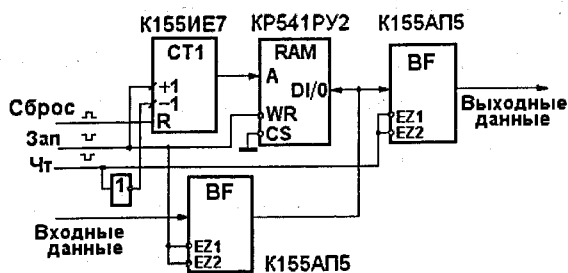 К155ИЕ7
КР541РУ2
К155АП5
СТ1
RAM
BF
+1
-1
R
A
DI/0
WR
CS
EZ1
EZ2
Сброс
Зап
Чт
1
Выходные
данные
BF
EZ1
EZ2
Входные
данные
К155АП5